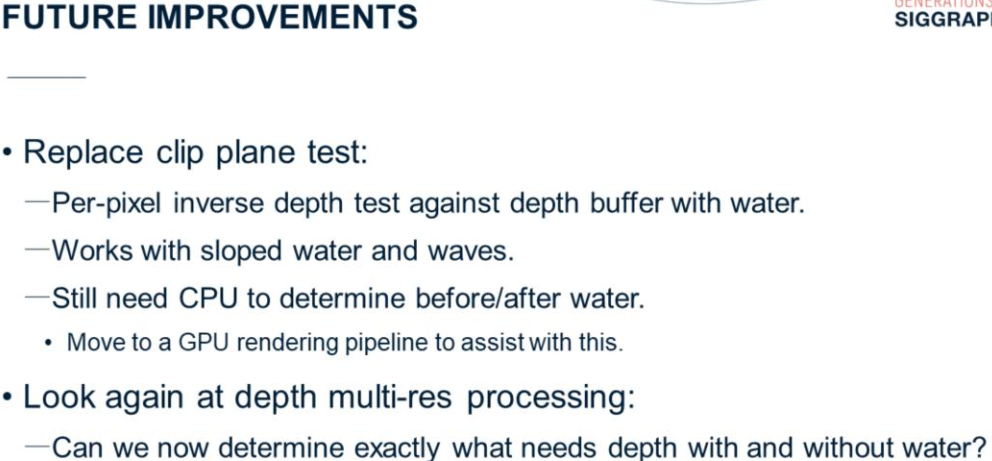 FUTURE IMPROVEMENTS
GENERATIONS
SIGGRAPH
• Replace clip plane test:
—Per-pixel inverse depth test against depth buffer with water.
—Works with sloped water and waves.
—Still need CPU to determine before/after water.
• Move to a GPU rendering pipeline to assist with this.
• Look again at depth multi-res processing:
—Can we now determine exactly what needs depth with and without water?